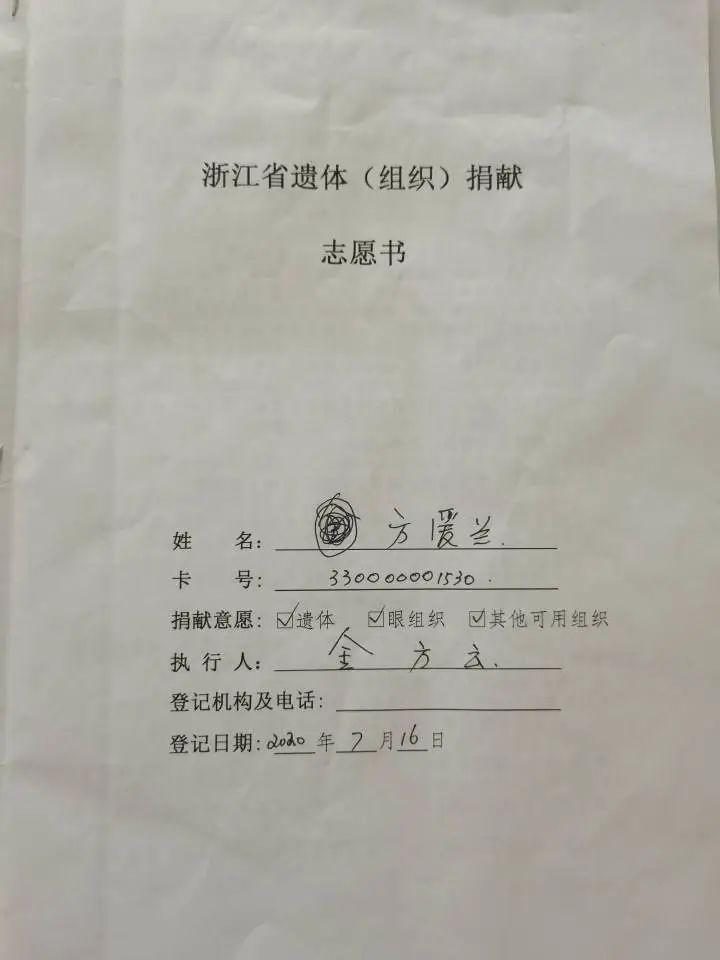 浙江省遗体（组织）捐献
志愿书
姓 名： 方爱兰.
卡 号： 330000001530.
捐献意愿：☑遗体 ☑眼组织 ☑其他可用组织
执 行 人： 金方云.
登记机构及电话：
登记日期：2020年7月16日